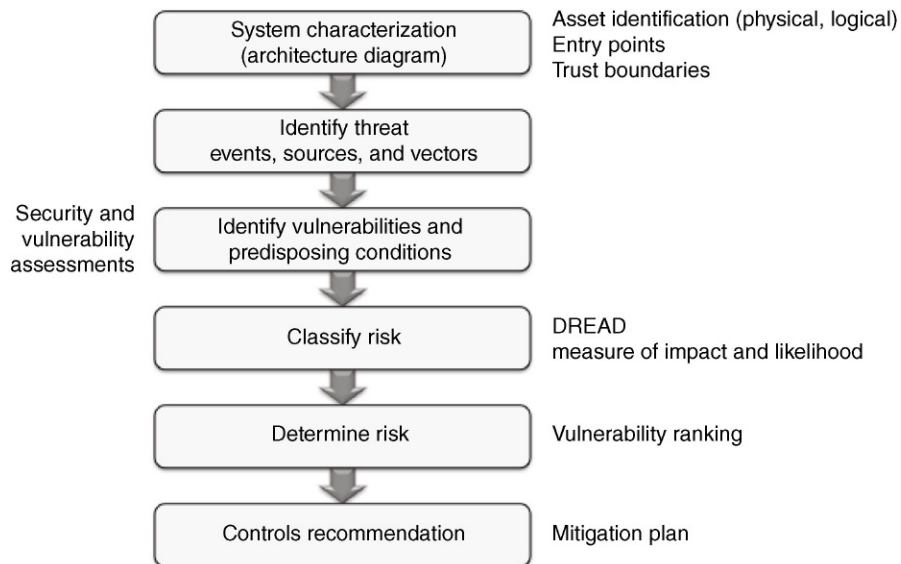 System characterization
(architecture diagram)
Asset identification (physical, logical)
Entry points
Trust boundaries
Identify threat
events, sources, and vectors
Security and
vulnerability
assessments
Identify vulnerabilities and
predisposing conditions
Classify risk
DREAD
measure of impact and likelihood
Determine risk
Vulnerability ranking
Controls recommendation
Mitigation plan